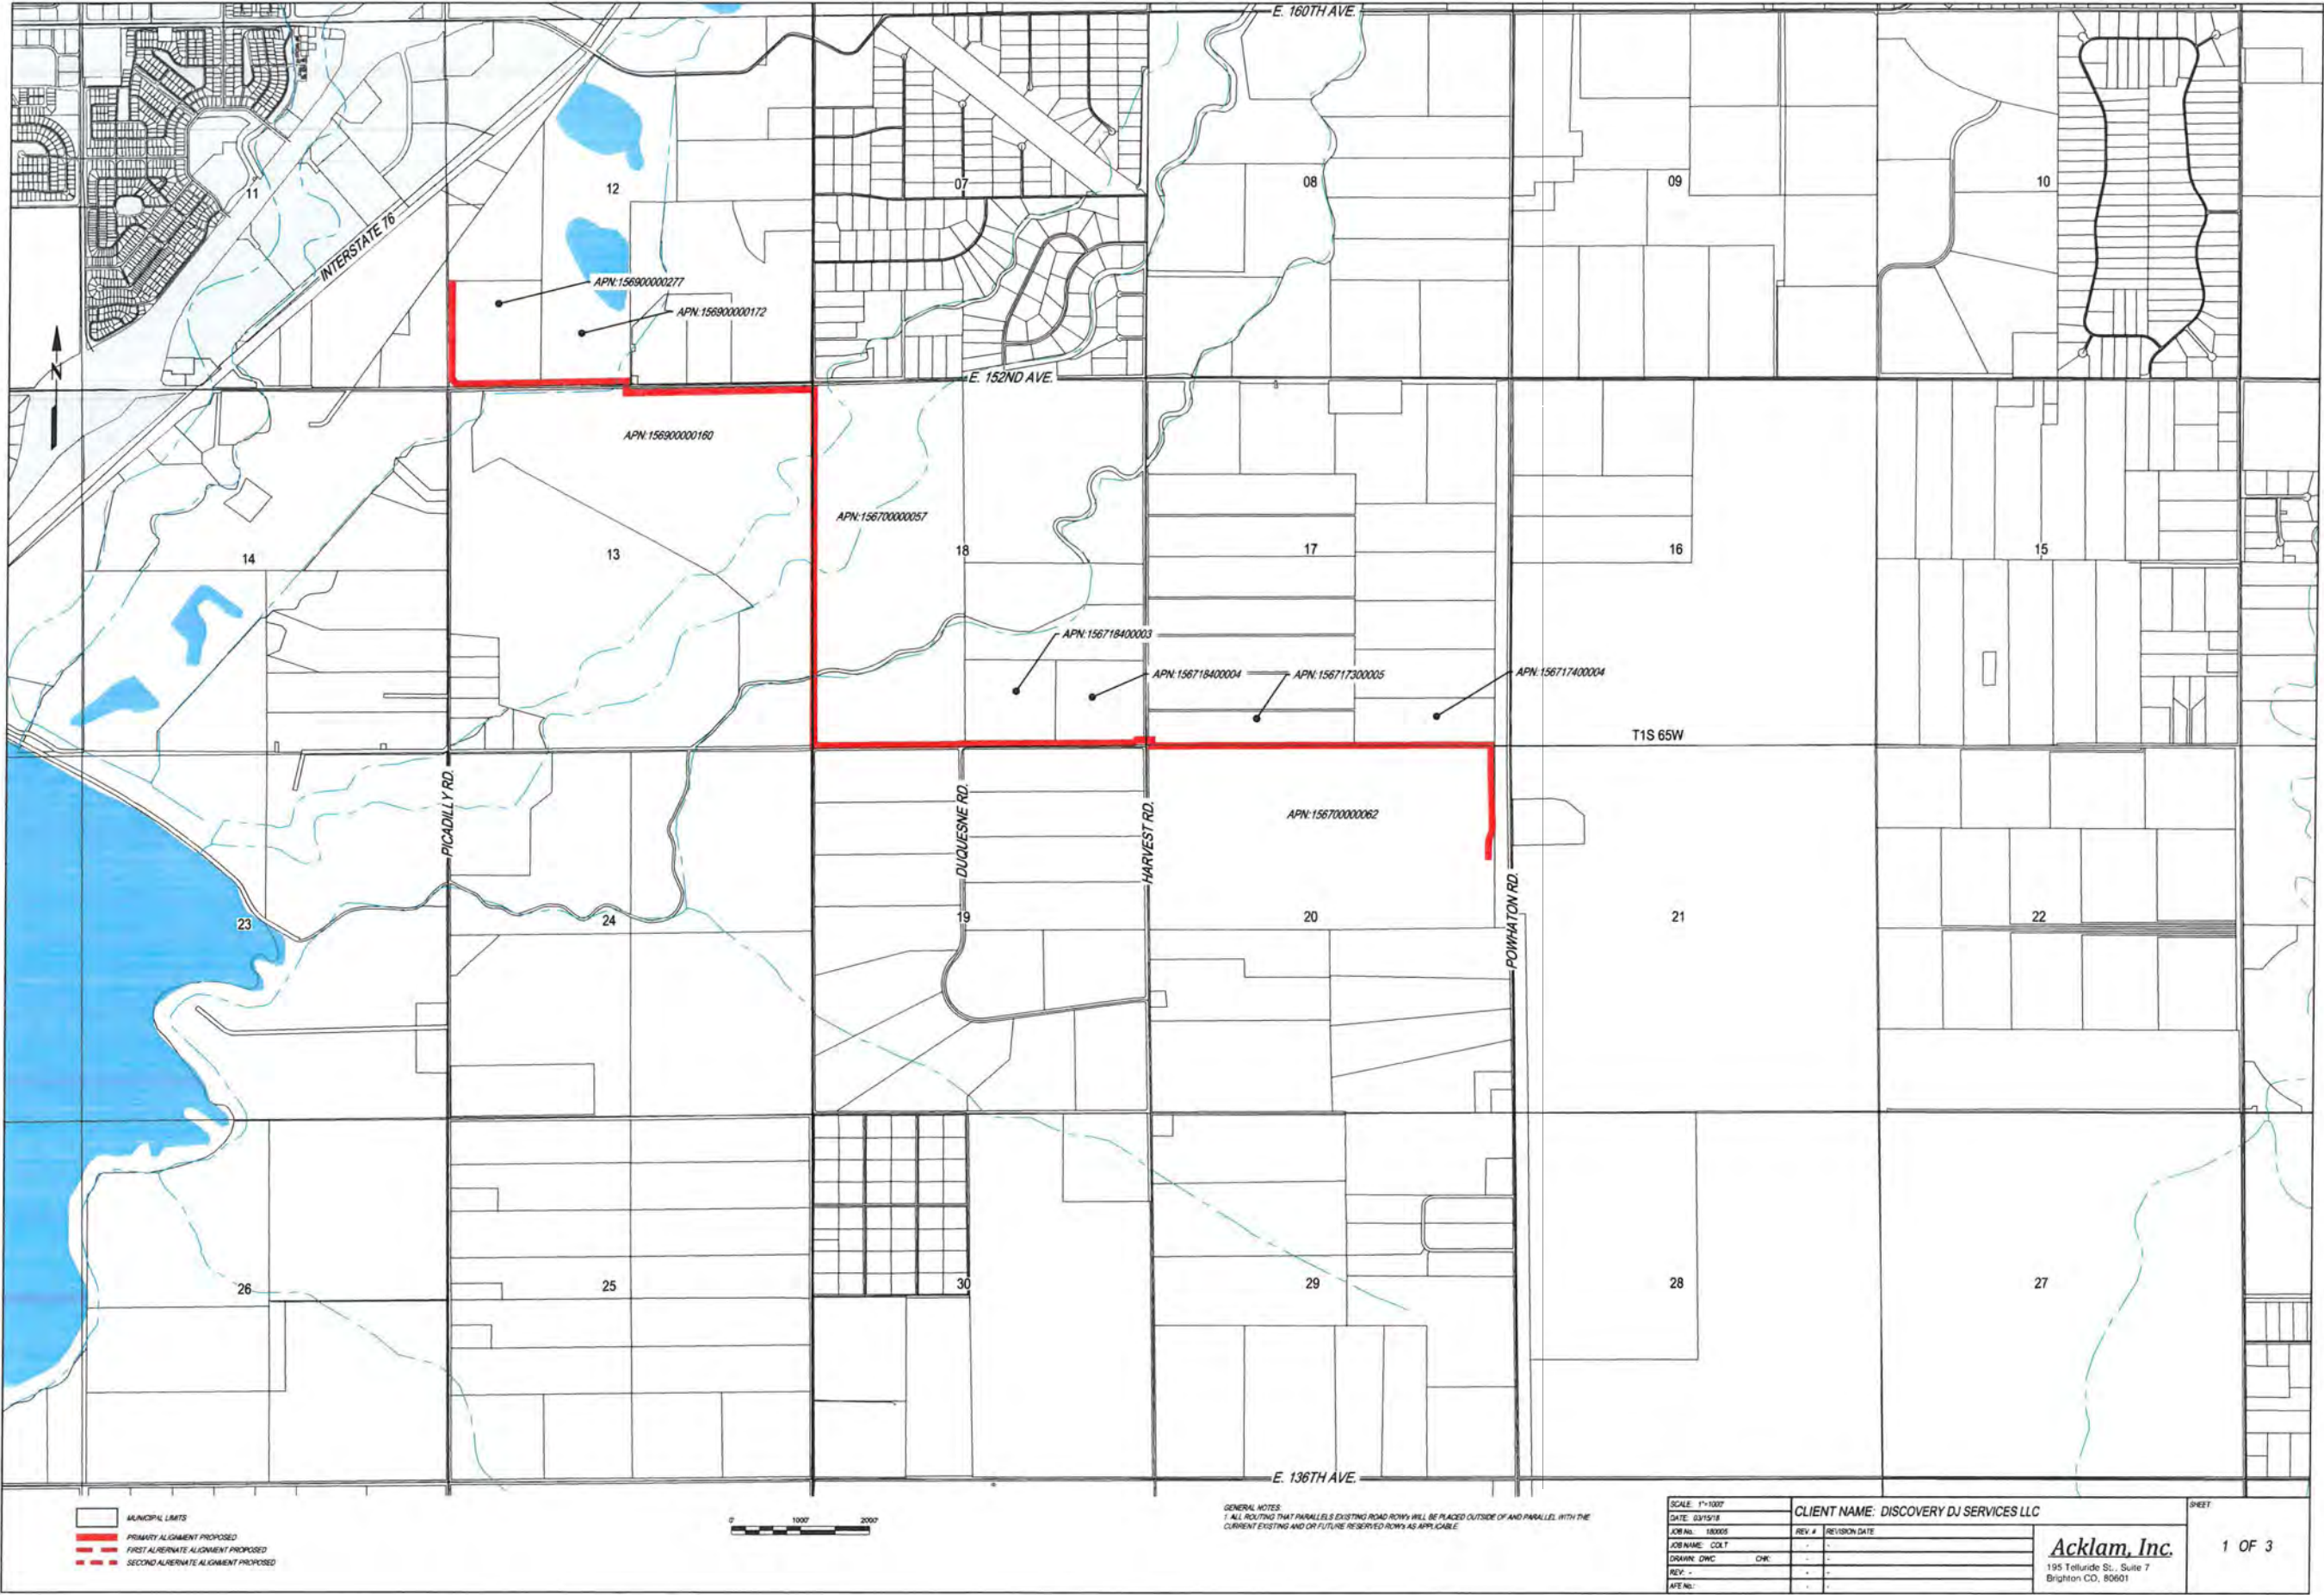 E. 160TH AVE.
11
12
07
08
09
10
INTERSTATE 76
APN:156900000277
APN:156900000172
N
E. 152ND AVE.
APN:156900000160
APN:156700000057
14
13
18
17
16
15
APN:156718400003
APN:156718400004
APN:156717300005
APN:156717400004
T1S 65W
PICADILLY RD.
DUQUESNE RD.
HARVEST RD.
POWHATON RD.
APN:156700000062
23
24
19
20
21
22
26
25
30
29
28
27
E. 136TH AVE.
MUNICIPAL LIMITS
PRIMARY ALIGNMENT PROPOSED
FIRST ALRERNATE ALIGNMENT PROPOSED
SECOND ALRERNATE ALIGNMENT PROPOSED
0 1000' 2000'
GENERAL NOTES:
1 ALL ROUTING THAT PARALLELS EXISTING ROAD ROW's WILL BE PLACED OUTSIDE OF AND PARALLEL WITH THE
CURRENT EXISTING AND OR FUTURE RESERVED ROW's AS APPLICABLE
SCALE: 1"=1000'
DATE: 03/15/18
JOB No. 180005
JOB NAME: COLT
DRAWN: DWC CHK:
REV: -
AFE No.:
CLIENT NAME: DISCOVERY DJ SERVICES LLC
REV. # REVISION DATE
Acklam, Inc.
195 Telluride St., Suite 7
Brighton CO, 80601
SHEET:
1 OF 3